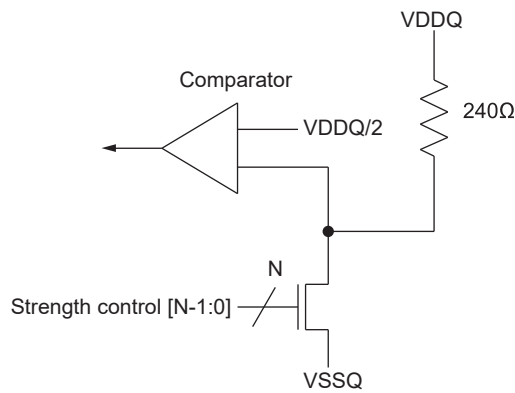 VDDQ
Comparator
240Ω
VDDQ/2
N
Strength control [N-1:0]
VSSQ